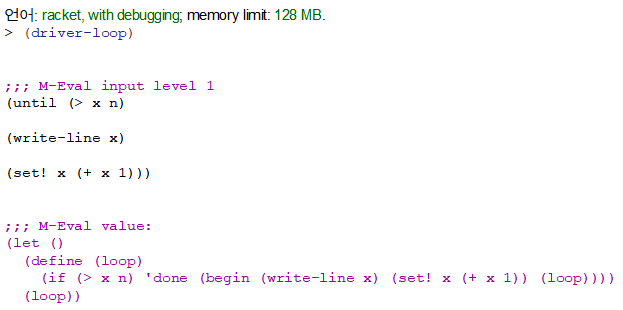 언어: racket, with debugging; memory limit: 128 MB.
> (driver-loop)
;;; M-Eval input level 1
(until (> x n)
(write-line x)
(set! x (+ x 1)))
;;; M-Eval value:
(let ()
(define (loop)
(if (> x n) 'done (begin (write-line x) (set! x (+ x 1)) (loop))))
(loop))